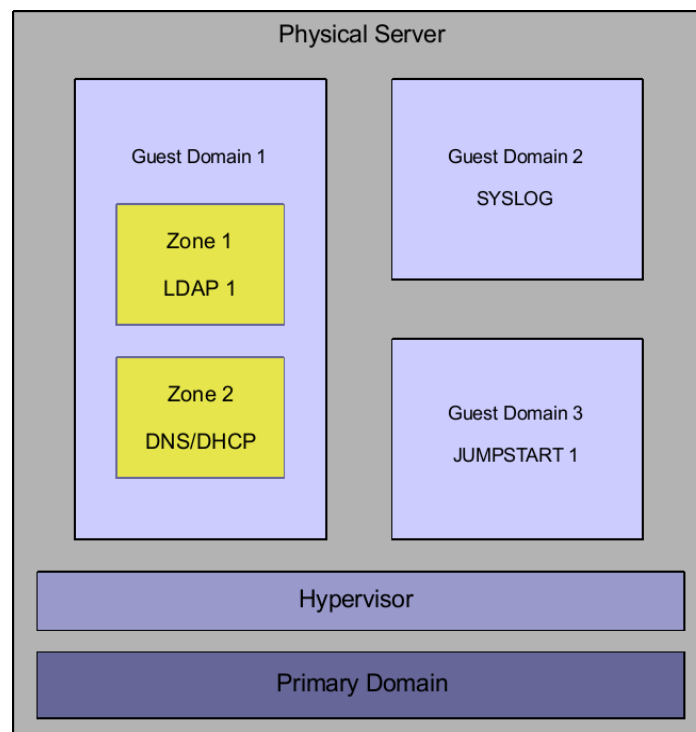 Physical Server
Guest Domain 1
Zone 1
LDAP 1
Zone 2
DNS/DHCP
Guest Domain 2
SYSLOG
Guest Domain 3
JUMPSTART 1
Hypervisor
Primary Domain